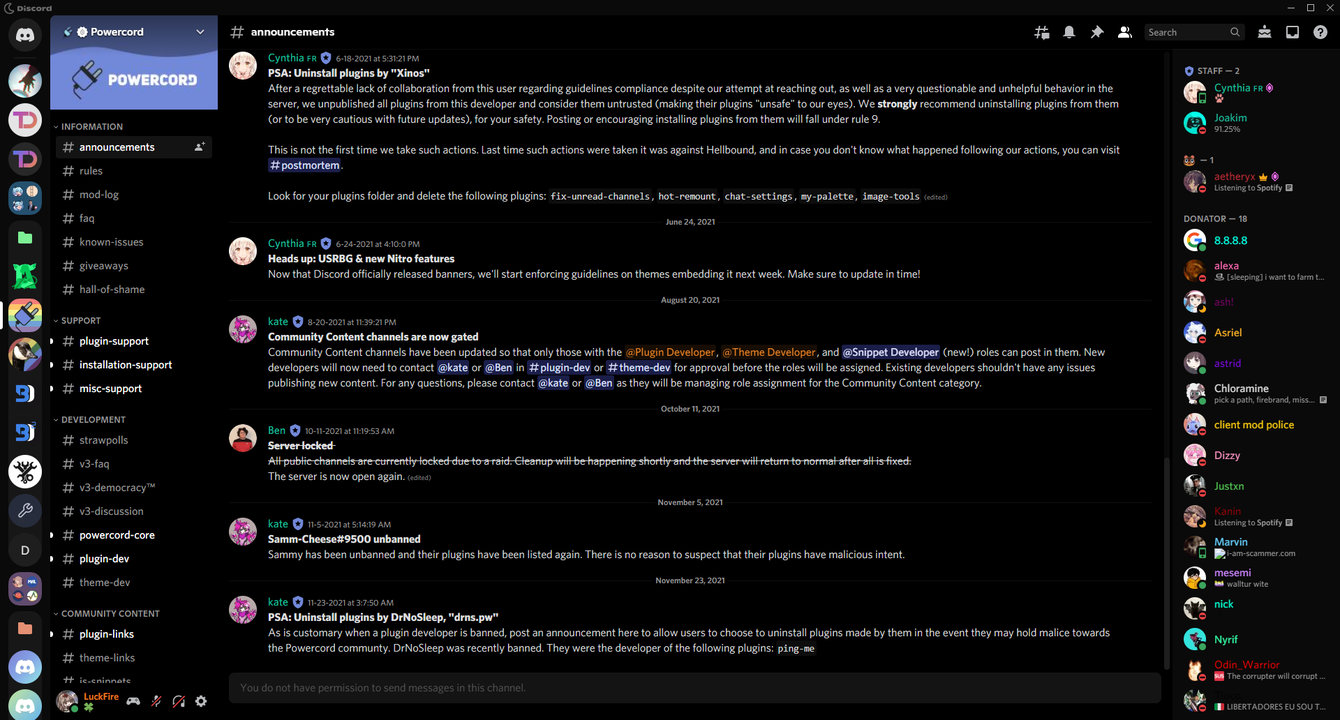 Discord
Powercord
POWERCORD
INFORMATION
announcements
rules
mod-log
faq
known-issues
giveaways
hall-of-shame
SUPPORT
plugin-support
installation-support
misc-support
DEVELOPMENT
strawpolls
v3-faq
v3-democracy™
v3-discussion
powercord-core
plugin-dev
theme-dev
COMMUNITY CONTENT
plugin-links
theme-links
js-snippets
D
LuckFire
# announcements
Search
Cynthia FR 6-18-2021 at 5:31:21 PM
PSA: Uninstall plugins by "Xinos"
After a regrettable lack of collaboration from this user regarding guidelines compliance despite our attempt at reaching out, as well as a very questionable and unhelpful behavior in the
server, we unpublished all plugins from this developer and consider them untrusted (making their plugins "unsafe" to our eyes). We strongly recommend uninstalling plugins from them
(or to be very cautious with future updates), for your safety. Posting or encouraging installing plugins from them will fall under rule 9.
This is not the first time we take such actions. Last time such actions were taken it was against Hellbound, and in case you don't know what happened following our actions, you can visit
#postmortem.
Look for your plugins folder and delete the following plugins: fix-unread-channels, hot-remount, chat-settings, my-palette, image-tools (edited)
June 24, 2021
Cynthia FR 6-24-2021 at 4:10:0 PM
Heads up: USRBG & new Nitro features
Now that Discord officially released banners, we'll start enforcing guidelines on themes embedding it next week. Make sure to update in time!
August 20, 2021
kate 8-20-2021 at 11:39:21 PM
Community Content channels are now gated
Community Content channels have been updated so that only those with the @Plugin Developer, @Theme Developer, and @Snippet Developer (new!) roles can post in them. New
developers will now need to contact @kate or @Ben in #plugin-dev or #theme-dev for approval before the roles will be assigned. Existing developers shouldn't have any issues
publishing new content. For any questions, please contact @kate or @Ben as they will be managing role assignment for the Community Content category.
October 11, 2021
Ben 10-11-2021 at 11:19:53 AM
Server locked
All public channels are currently locked due to a raid. Cleanup will be happening shortly and the server will return to normal after all is fixed.
The server is now open again. (edited)
November 5, 2021
kate 11-5-2021 at 5:14:19 AM
Samm-Cheese#9500 unbanned
Sammy has been unbanned and their plugins have been listed again. There is no reason to suspect that their plugins have malicious intent.
November 23, 2021
kate 11-23-2021 at 3:7:50 AM
PSA: Uninstall plugins by DrNoSleep, "drns.pw"
As is customary when a plugin developer is banned, post an announcement here to allow users to choose to uninstall plugins made by them in the event they may hold malice towards
the Powercord community. DrNoSleep was recently banned. They were the developer of the following plugins: ping-me
You do not have permission to send messages in this channel.
STAFF — 2
Cynthia FR
Joakim
91.25%
— 1
aetheryx
Listening to Spotify
DONATOR — 18
8.8.8.8
alexa
[sleeping] i want to farm t...
ash!
Asriel
astrid
Chloramine
pick a path, firebrand, miss...
client mod police
Dizzy
Justxn
Kanin
Listening to Spotify
Marvin
i-am-scammer.com
mesemi
walltur wite
nick
Nyrif
Odin_Warrior
SUS The corrupter will corrupt ...
LIBERTADORES EU SOU T...